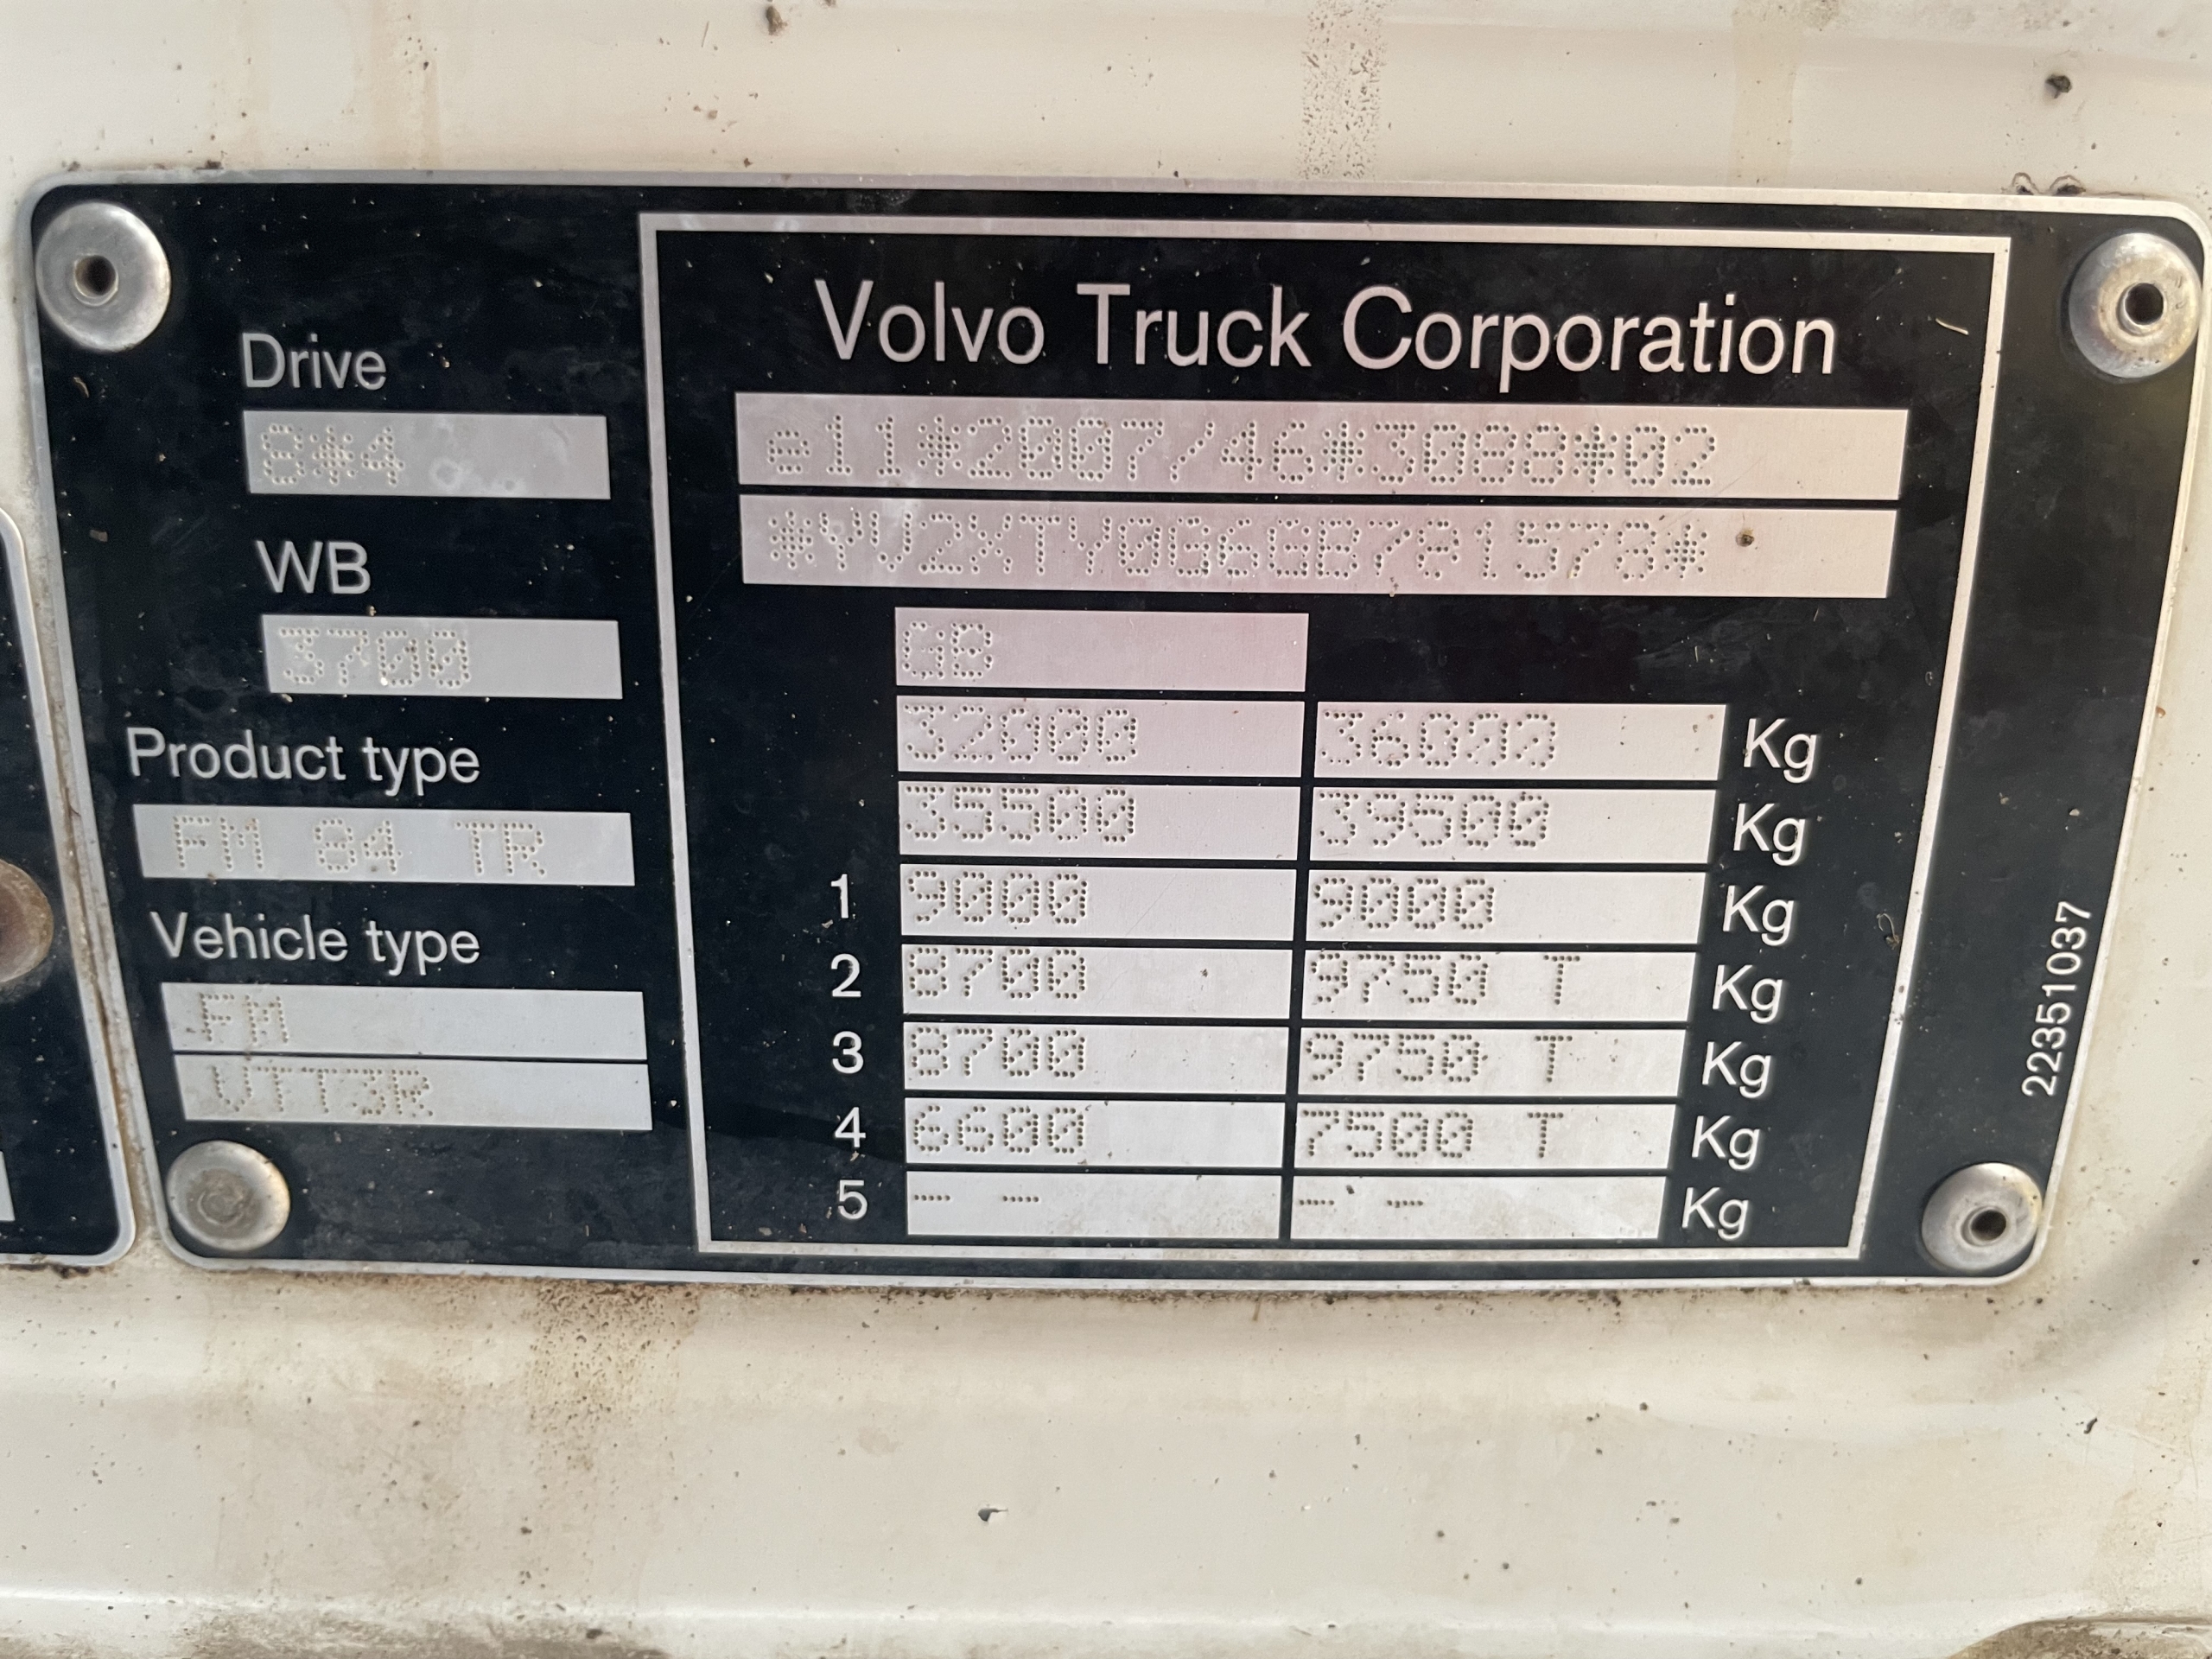 Volvo Truck Corporation
Drive
8*4
WB
3700
Product type
FM 84 TR
Vehicle type
FM
VTT3R
e11*2007/46*3088*02
*YV2XTY0G6GB781578*
GB
32000 36000 Kg
35500 39500 Kg
1 9000 9000 Kg
2 8700 9750 T Kg
3 8700 9750 T Kg
4 6600 7500 T Kg
5 - - - - Kg
22351037